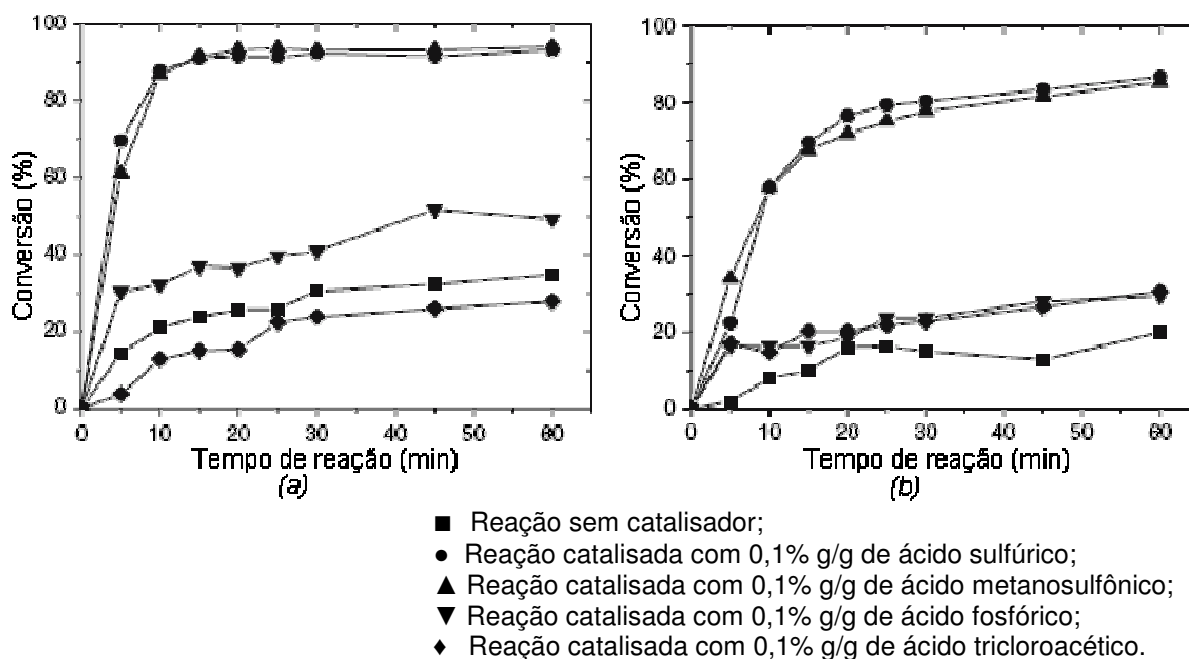 100
80
60
40
20
0
Conversão (%)
0 10 20 30 40 50 60
Tempo de reação (min)
(a)
100
80
60
40
20
0
Conversão (%)
0 10 20 30 40 50 60
Tempo de reação (min)
(b)
■ Reação sem catalisador;
● Reação catalisada com 0,1% g/g de ácido sulfúrico;
▲ Reação catalisada com 0,1% g/g de ácido metanosulfônico;
▼ Reação catalisada com 0,1% g/g de ácido fosfórico;
♦ Reação catalisada com 0,1% g/g de ácido tricloroacético.